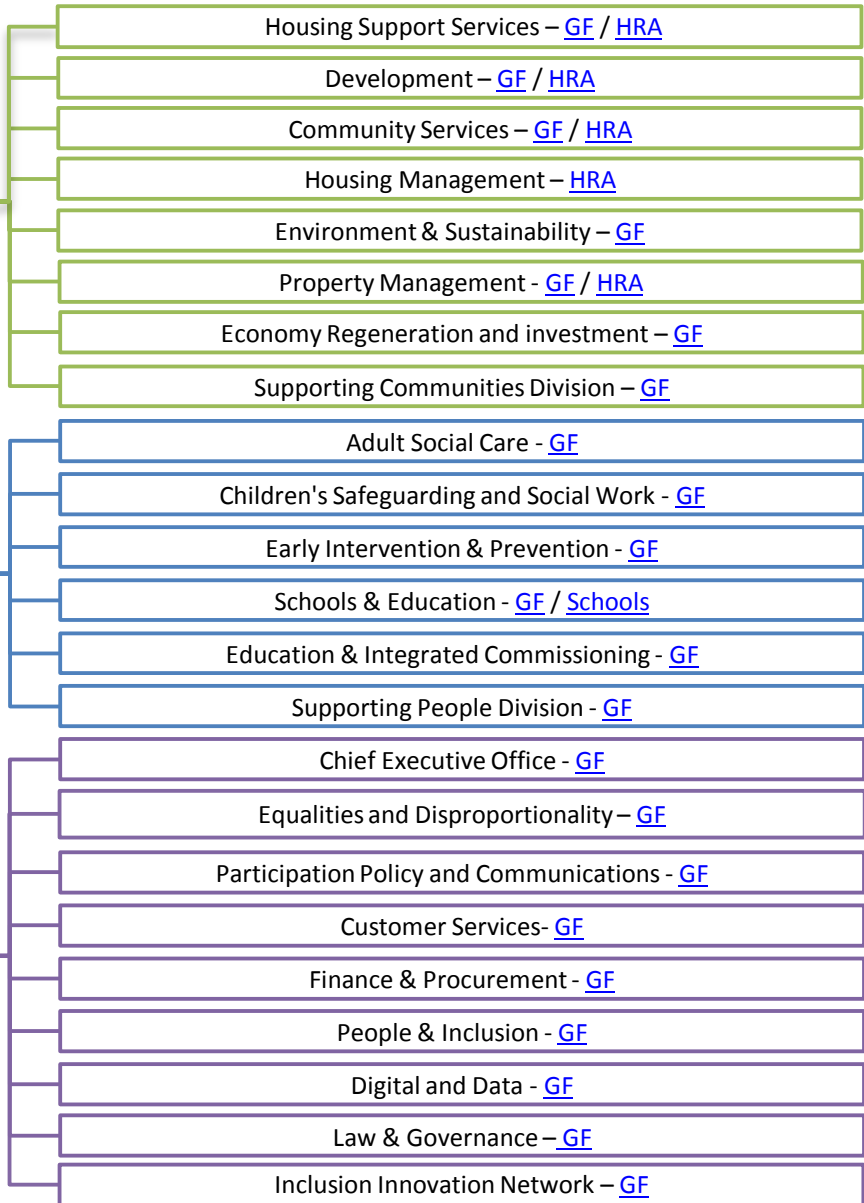 Housing Support Services – GF / HRA
Development – GF / HRA
Community Services – GF / HRA
Housing Management – HRA
Environment & Sustainability – GF
Property Management - GF / HRA
Economy Regeneration and investment – GF
Supporting Communities Division – GF
Adult Social Care - GF
Children's Safeguarding and Social Work - GF
Early Intervention & Prevention - GF
Schools & Education - GF / Schools
Education & Integrated Commissioning - GF
Supporting People Division - GF
Chief Executive Office - GF
Equalities and Disproportionality – GF
Participation Policy and Communications - GF
Customer Services- GF
Finance & Procurement - GF
People & Inclusion - GF
Digital and Data - GF
Law & Governance – GF
Inclusion Innovation Network – GF